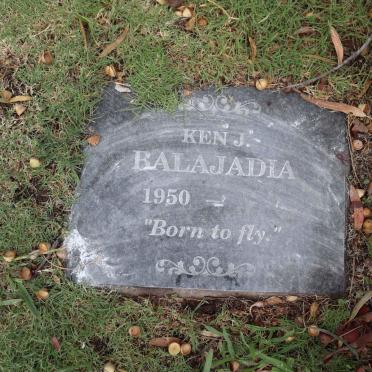 KEN J.
BALAJADIA
1950 –
"Born to fly."